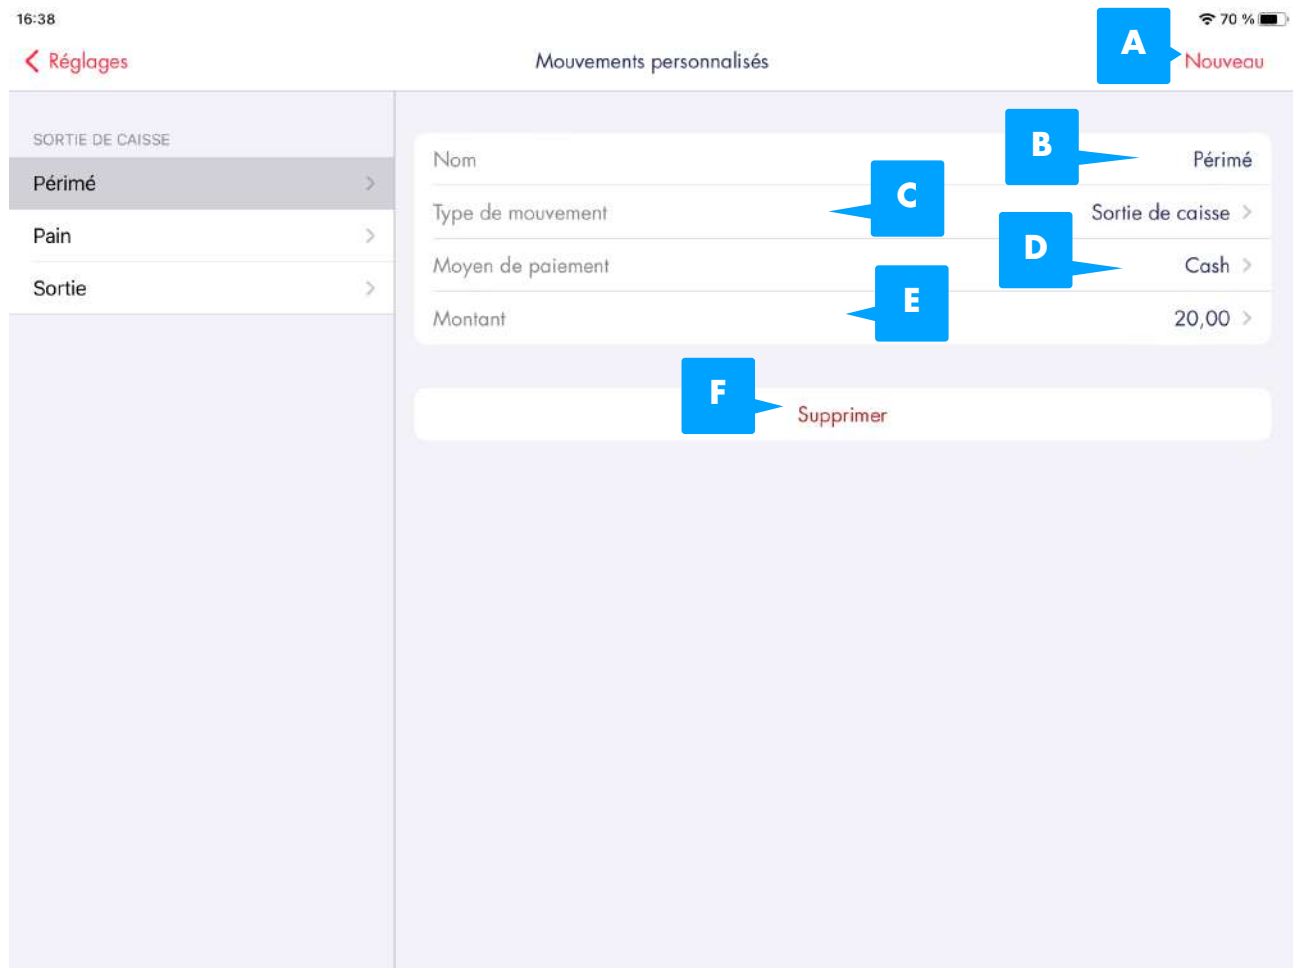 16:38
70 %
A
Réglages
Mouvements personnalisés
Nouveau
SORTIE DE CAISSE
Périmé
Pain
Sortie
B
Nom
Périmé
C
Type de mouvement
Sortie de caisse
D
Moyen de paiement
Cash
E
Montant
20,00
F
Supprimer